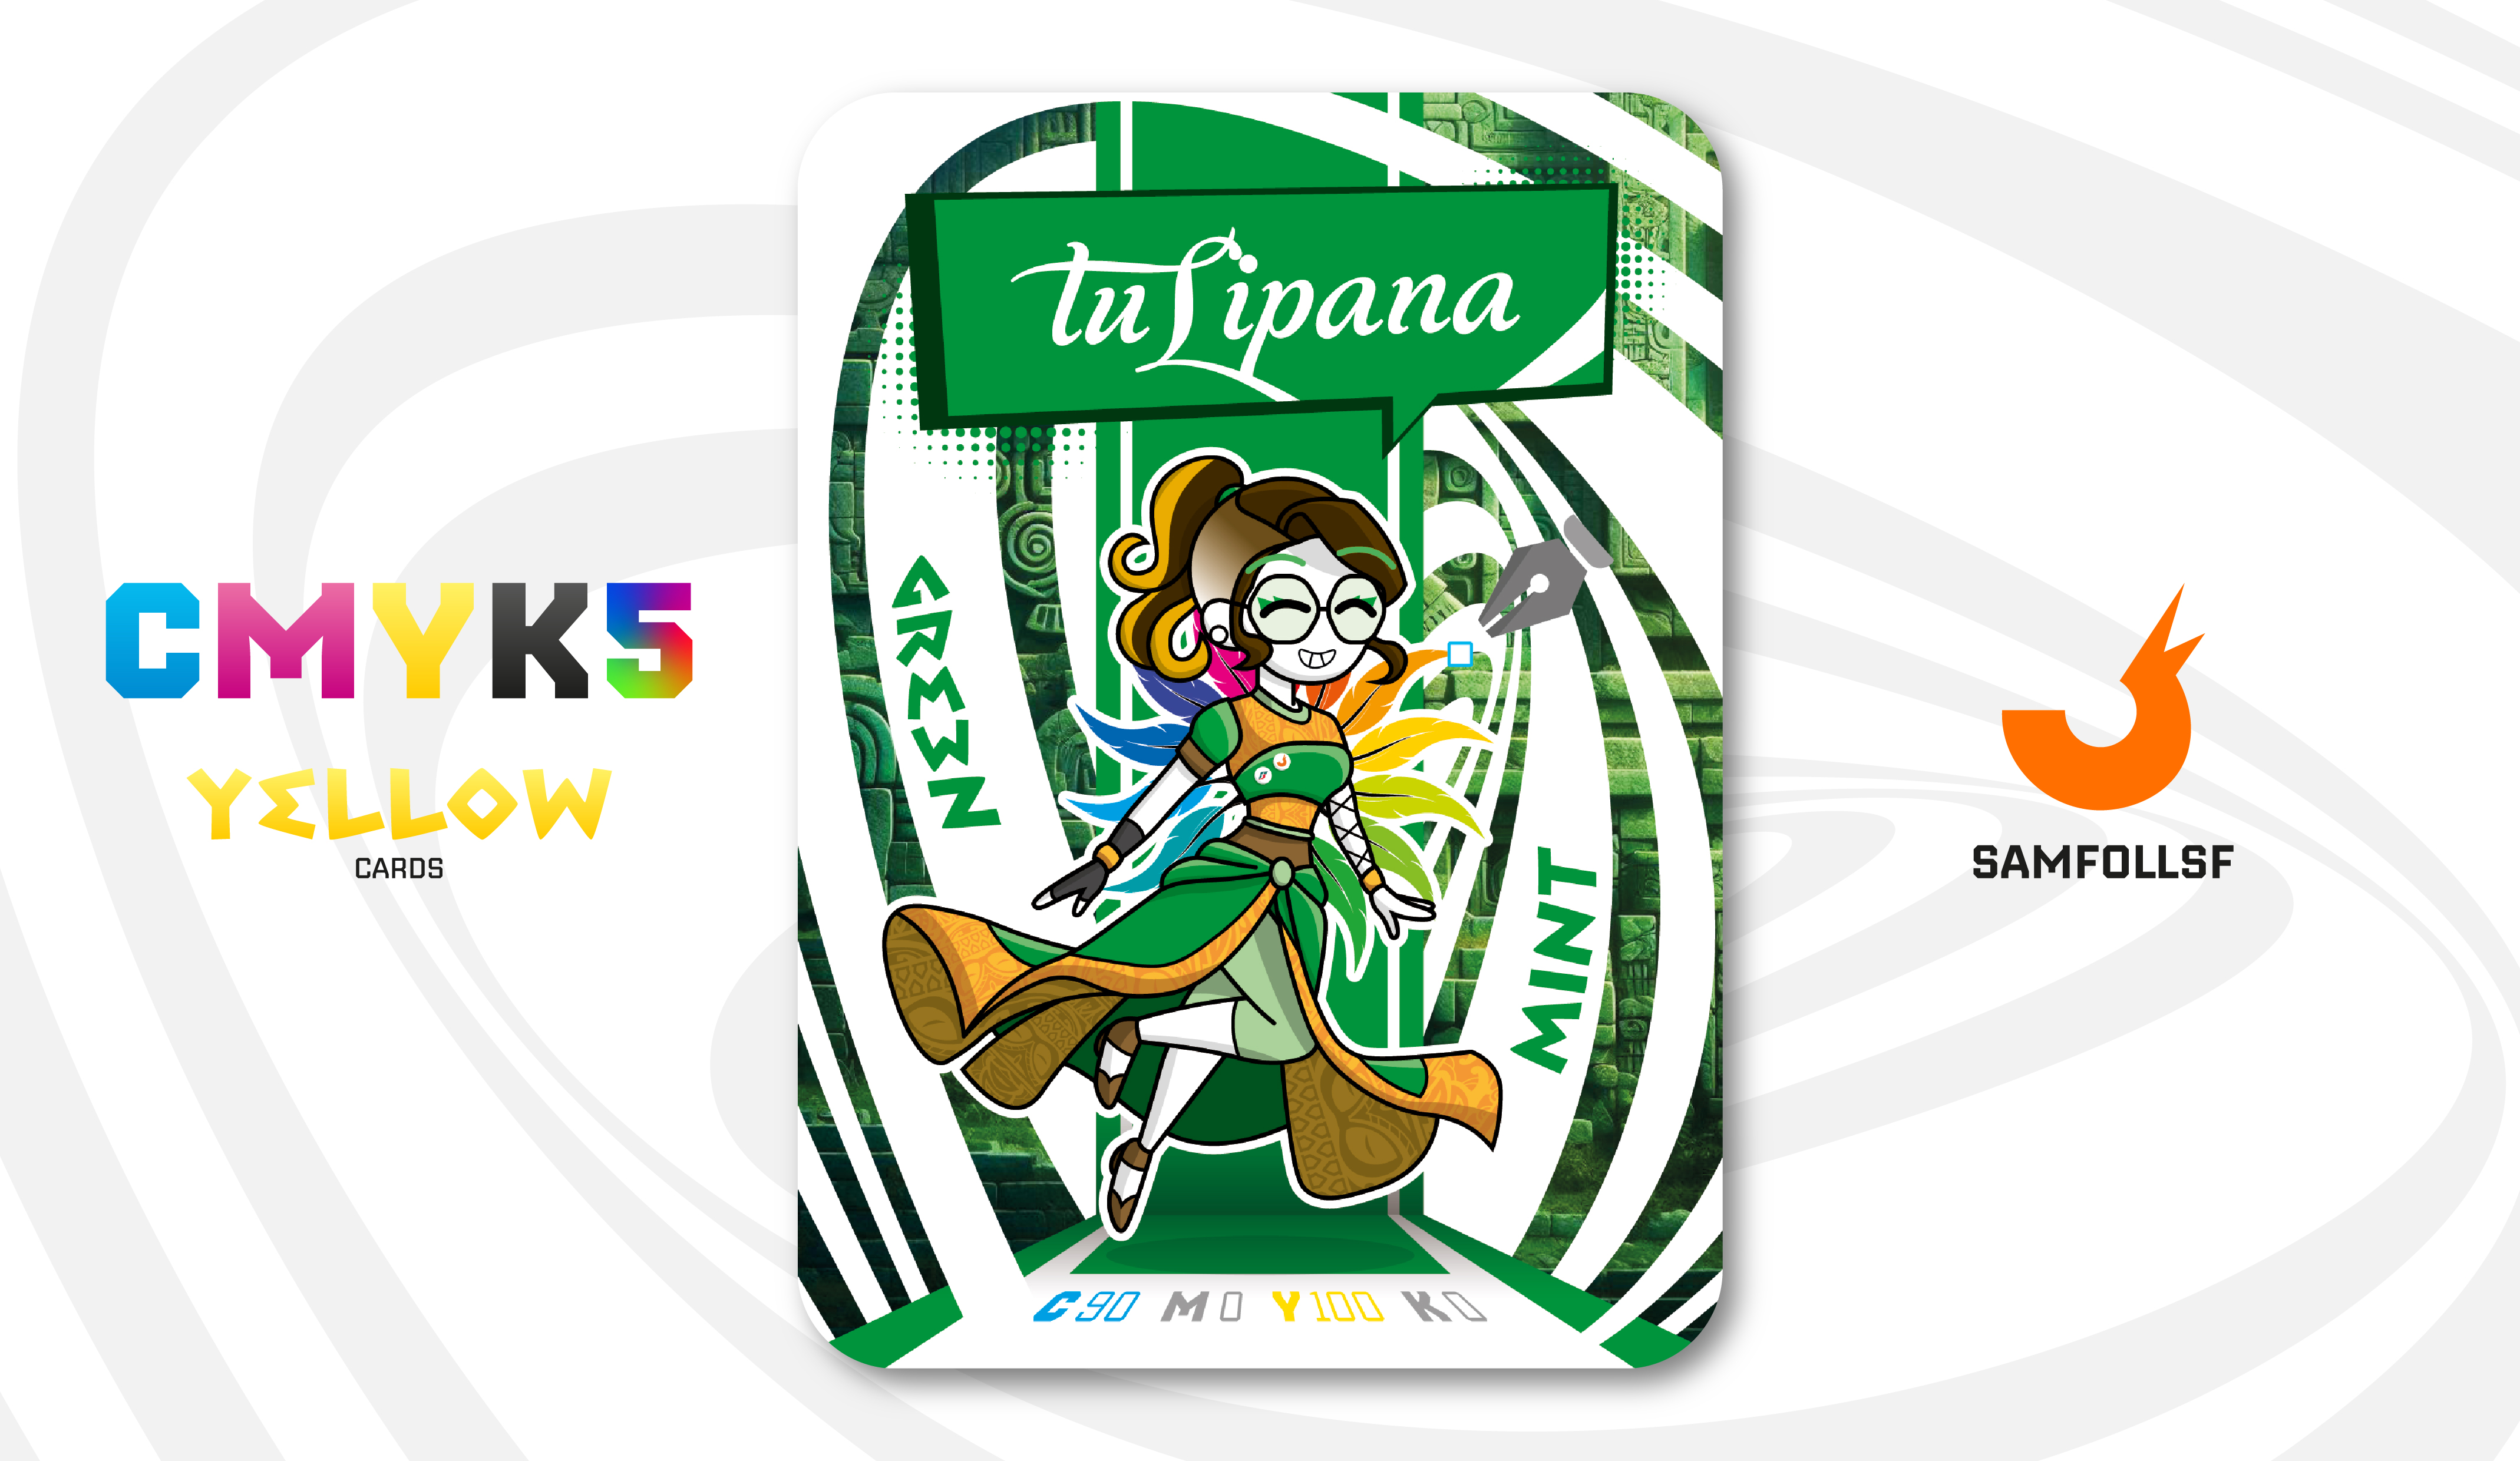 CMYK5
YELLOW
CARDS
tuLipana
GREEN
MINT
C90 M0 Y100 K0
SAMFOLLSF